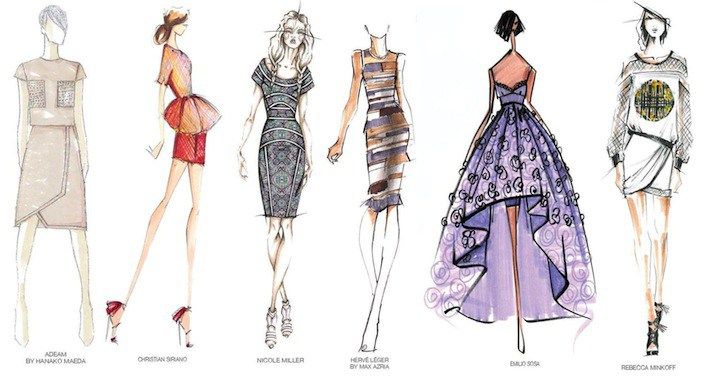 ADEAM
BY HANAKO MAEDA
CHRISTIAN SIRIANO
NICOLE MILLER
HERVÉ LÉGER
BY MAX AZRIA
EMILIO SOSA
REBECCA MINKOFF